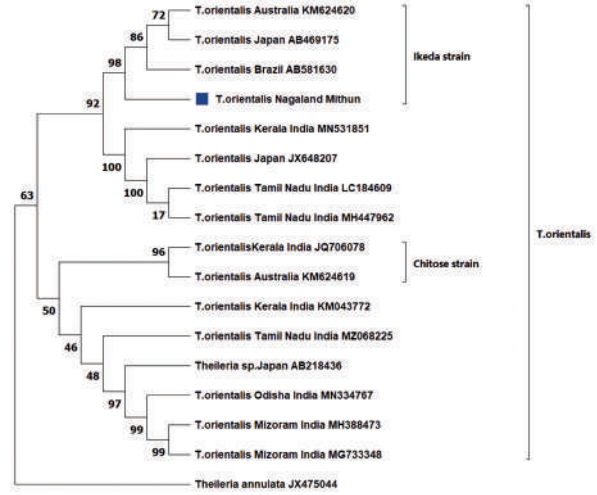 T.orientalis Australia KM624620
72
T.orientalis Japan AB469175
86
Ikeda strain
98
T.orientalis Brazil AB581630
T.orientalis Nagaland Mithun
92
T.orientalis Kerala India MN531851
100
T.orientalis Japan JX648207
100
T.orientalis Tamil Nadu India LC184609
63
17
T.orientalis Tamil Nadu India MH447962
T.orientalis
96
T.orientalisKerala India JQ706078
Chitose strain
T.orientalis Australia KM624619
50
T.orientalis Kerala India KM043772
46
T.orientalis Tamil Nadu India MZ068225
48
Theileria sp.Japan AB218436
97
T.orientalis Odisha India MN334767
99
T.orientalis Mizoram India MH388473
99
T.orientalis Mizoram India MG733348
Theileria annulata JX475044